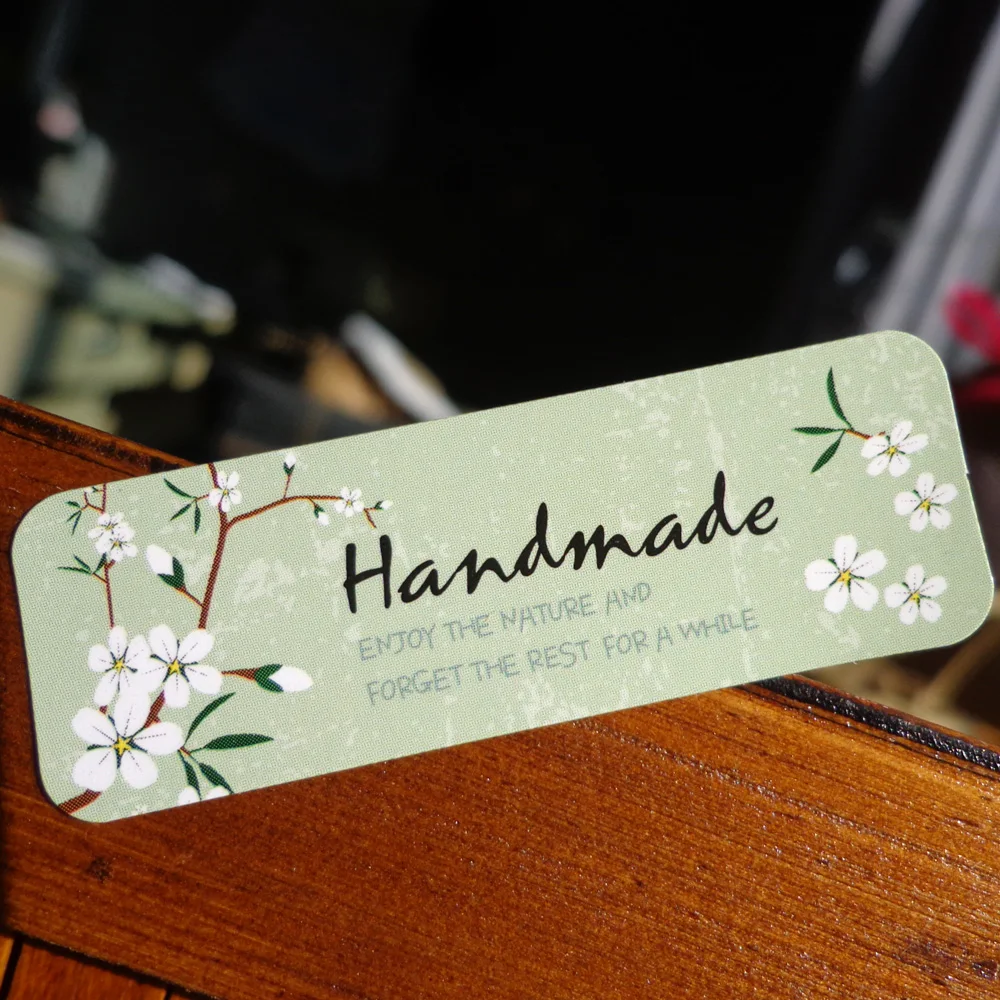 Handmade
ENJOY THE NATURE AND
FORGET THE REST FOR A WHILE